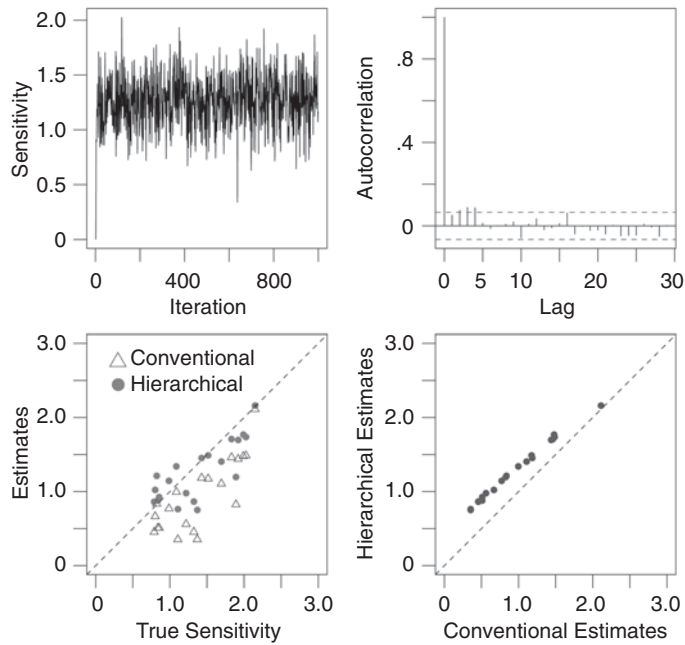 2.0
1.5
1.0
0.5
0
Sensitivity
0 400 800
Iteration
.8
.4
0
Autocorrelation
0 5 10 20 30
Lag
3.0
2.0
1.0
0
Estimates
Conventional
Hierarchical
0 1.0 2.0 3.0
True Sensitivity
3.0
2.0
1.0
0
Hierarchical Estimates
0 1.0 2.0 3.0
Conventional Estimates